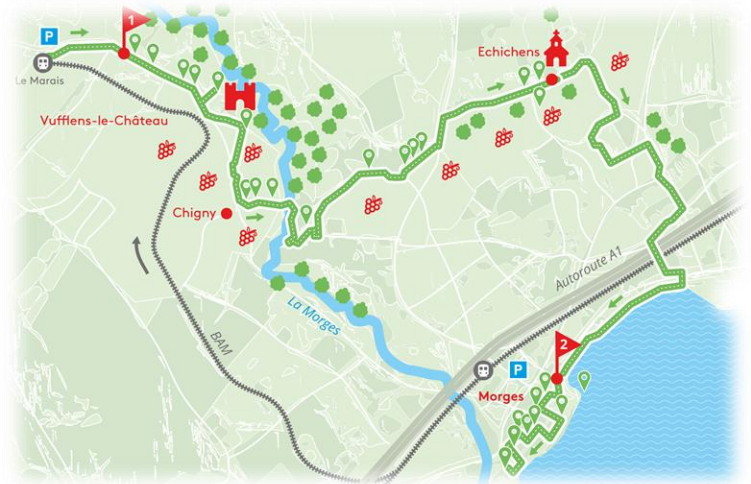 1
P
Le Marais
Echichens
Vufflens-le-Château
Chigny
Autoroute A1
La Morges
BAM
2
P
Morges